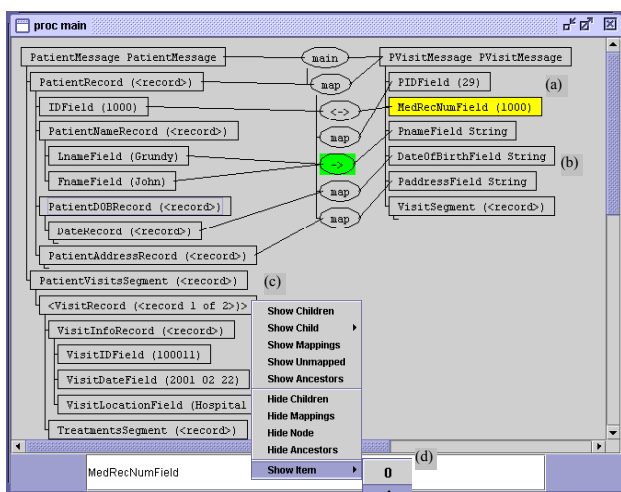 proc main
PatientMessage PatientMessage
main
PVisitMessage PVisitMessage
PatientRecord (<record>)
map
PIDField (29)
(a)
IDField (1000)
<->
MedRecNumField (1000)
PatientNameRecord (<record>)
map
PnameField String
LnameField (Grundy)
->
DateOfBirthField String
(b)
FnameField (John)
map
PaddressField String
PatientDOBRecord (<record>)
map
VisitSegment (<record>)
DateRecord (<record>)
PatientAddressRecord (<record>)
PatientVisitsSegment (<record>)
(c)
<VisitRecord (<record 1 of 2>)>
VisitInfoRecord (<record>)
VisitIDField (100011)
VisitDateField (2001 02 22)
VisitLocationField (Hospital
TreatmentsSegment (<record>)
Show Children
Show Child
Show Mappings
Show Unmapped
Show Ancestors
Hide Children
Hide Mappings
Hide Node
Hide Ancestors
Show Item
0
(d)
MedRecNumField